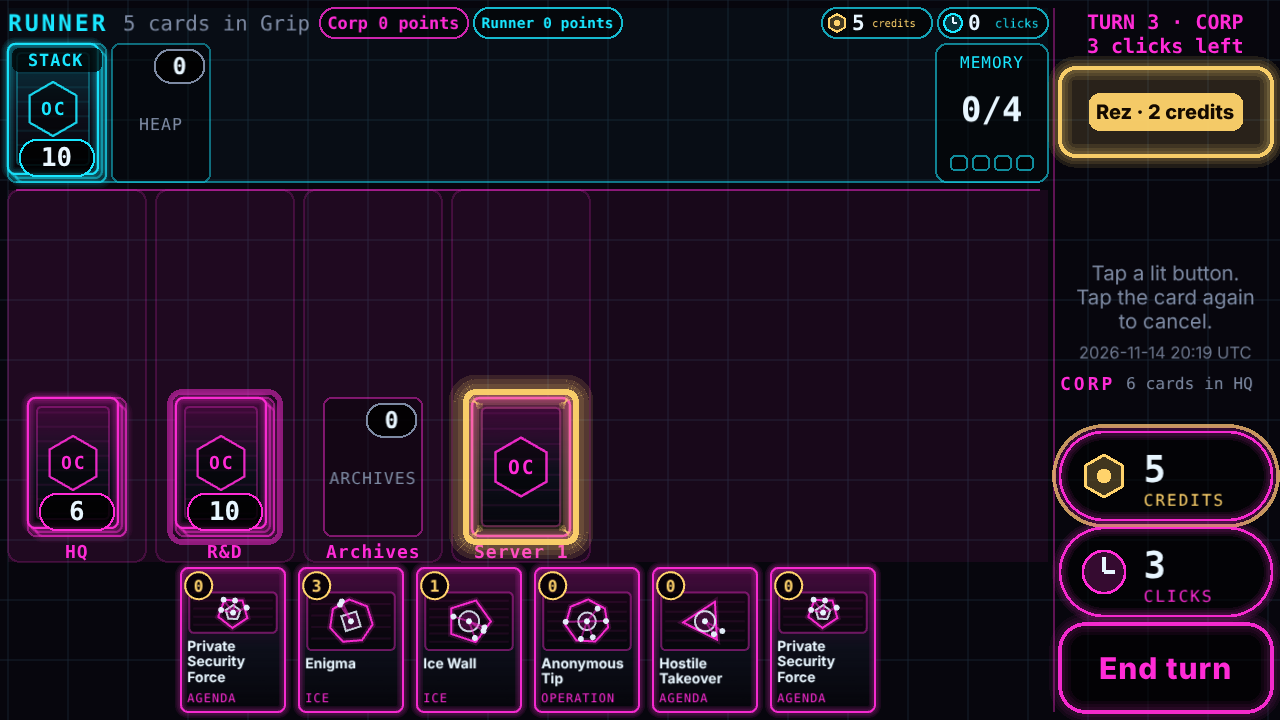 RUNNER 5 cards in Grip Corp 0 points Runner 0 points 5 credits 0 clicks
TURN 3 · CORP
3 clicks left
STACK
OC
10
0
HEAP
MEMORY
0/4
Rez · 2 credits
Tap a lit button.
Tap the card again
to cancel.
2026-11-14 20:19 UTC
CORP 6 cards in HQ
OC
6
HQ
OC
10
R&D
0
ARCHIVES
Archives
OC
Server 1
5
CREDITS
3
CLICKS
End turn
0
Private
Security
Force
AGENDA
3
Enigma
ICE
1
Ice Wall
ICE
0
Anonymous
Tip
OPERATION
0
Hostile
Takeover
AGENDA
0
Private
Security
Force
AGENDA